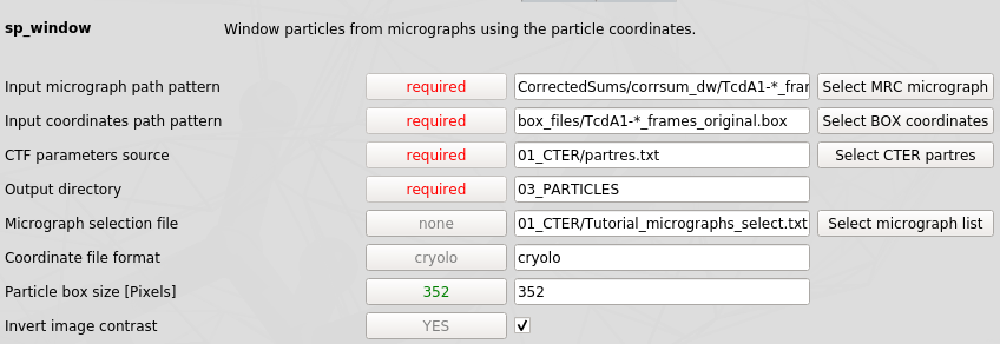 sp_window Window particles from micrographs using the particle coordinates.
Input micrograph path pattern required CorrectedSums/corrsum_dw/TcdA1-*_frar Select MRC micrograph
Input coordinates path pattern required box_files/TcdA1-*_frames_original.box Select BOX coordinates
CTF parameters source required 01_CTER/partres.txt Select CTER partres
Output directory required 03_PARTICLES
Micrograph selection file none 01_CTER/Tutorial_micrographs_select.txt Select micrograph list
Coordinate file format cryolo cryolo
Particle box size [Pixels] 352 352
Invert image contrast YES